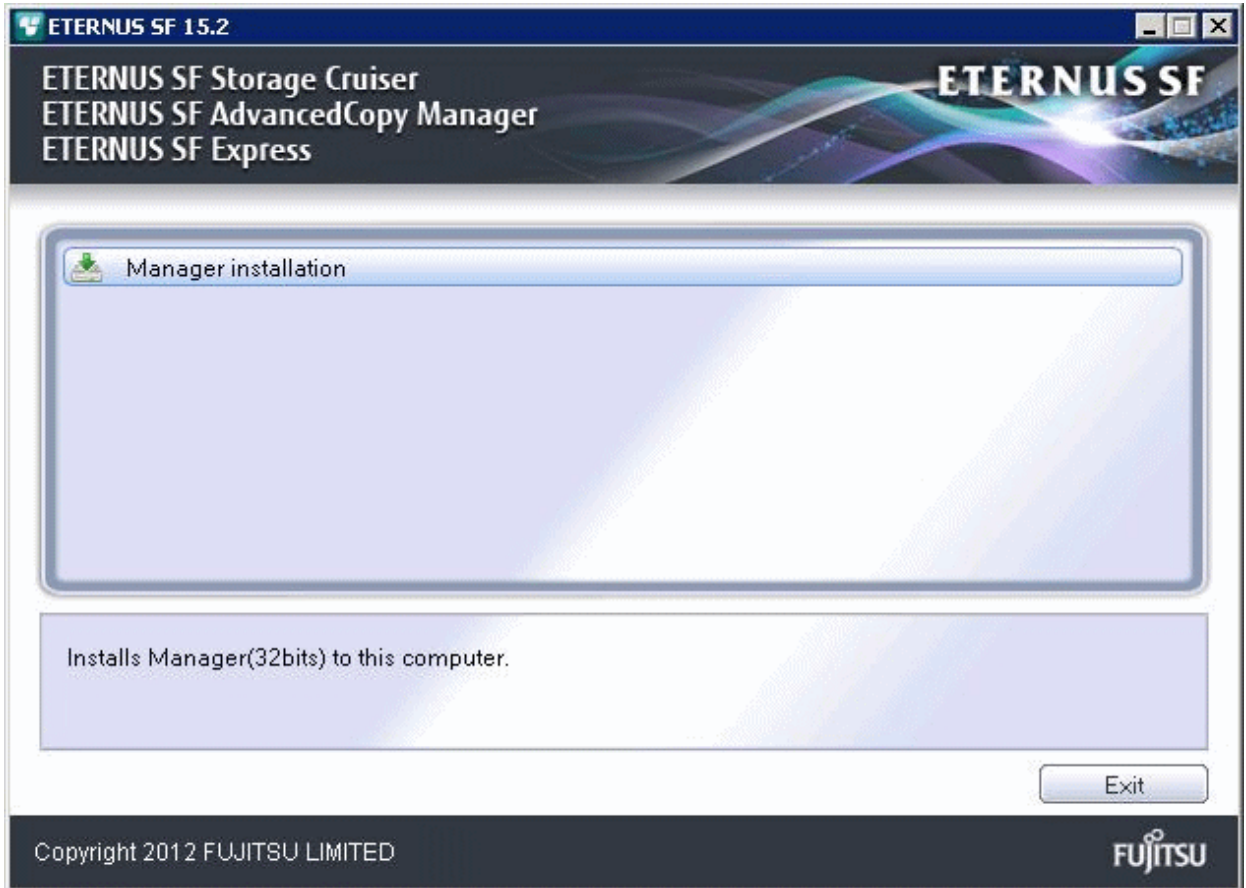 ETERNUS SF 15.2
ETERNUS SF Storage Cruiser
ETERNUS SF AdvancedCopy Manager
ETERNUS SF Express
ETERNUS SF
Manager installation
Installs Manager(32bits) to this computer.
Exit
Copyright 2012 FUJITSU LIMITED
FUJITSU